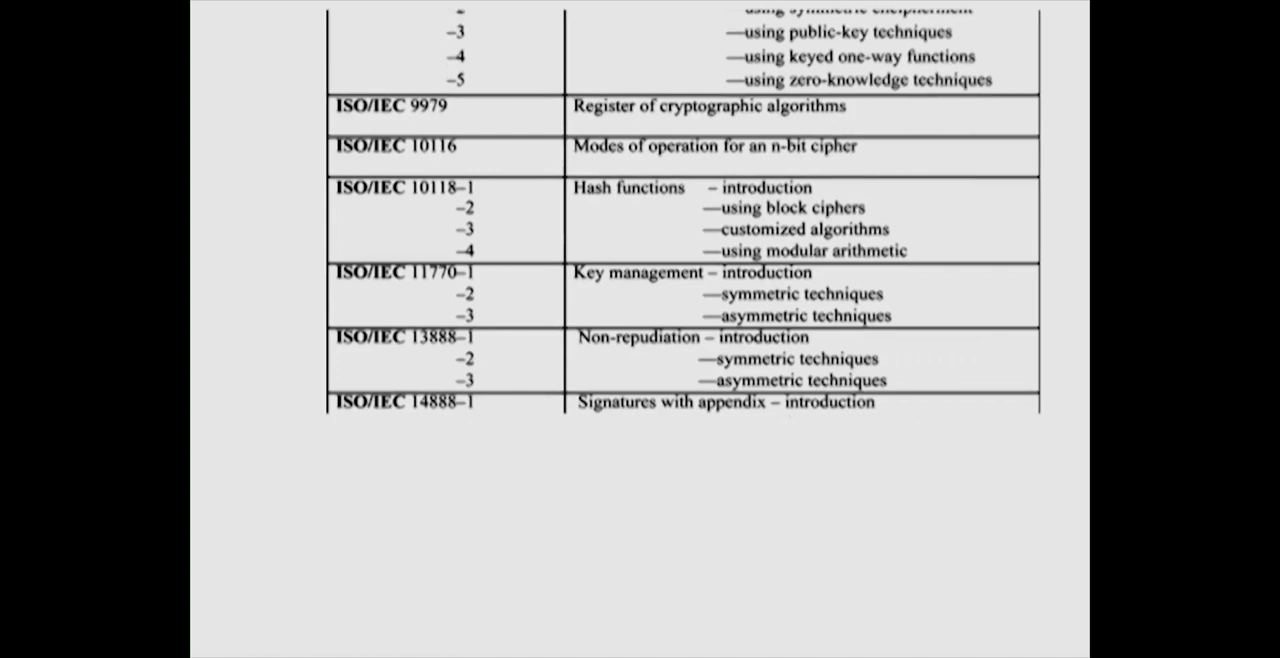 –3 —using public-key techniques
–4 —using keyed one-way functions
–5 —using zero-knowledge techniques
ISO/IEC 9979 Register of cryptographic algorithms
ISO/IEC 10116 Modes of operation for an n-bit cipher
ISO/IEC 10118–1 Hash functions – introduction
–2 —using block ciphers
–3 —customized algorithms
–4 —using modular arithmetic
ISO/IEC 11770–1 Key management – introduction
–2 —symmetric techniques
–3 —asymmetric techniques
ISO/IEC 13888–1 Non-repudiation – introduction
–2 —symmetric techniques
–3 —asymmetric techniques
ISO/IEC 14888–1 Signatures with appendix – introduction